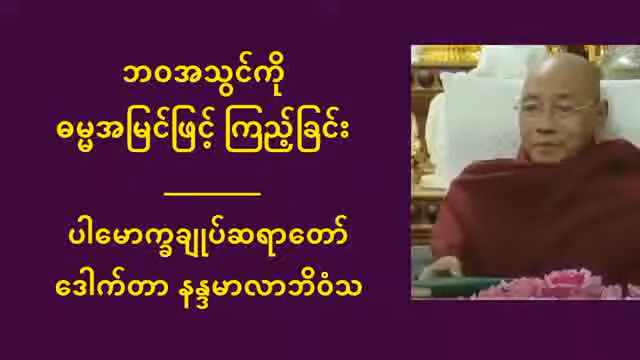 ဘဝအသွင်ကို
ဓမ္မအမြင်ဖြင့် ကြည့်ခြင်း
ပါမောက္ခချုပ်ဆရာတော်
ဒေါက်တာ နန္ဒမာလာဘိဝံသ